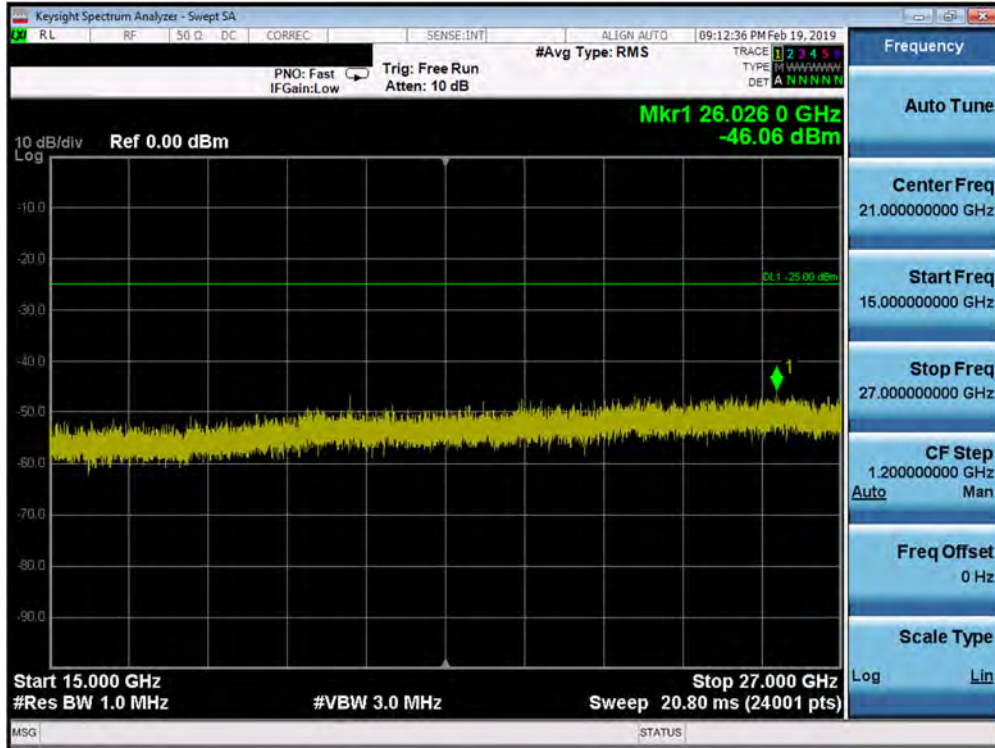 Keysight Spectrum Analyzer - Swept SA
LXI RL RF 50 Ω DC CORREC SENSE:INT ALIGN AUTO 09:12:36 PM Feb 19, 2019
#Avg Type: RMS TRACE 1 2 3 4 5 6
PNO: Fast Trig: Free Run TYPE M WWWWW
IFGain:Low Atten: 10 dB DET A N N N N N
Mkr1 26.026 0 GHz
-46.06 dBm
10 dB/div Ref 0.00 dBm
Log
-10.0
-20.0
DL1 -25.00 dBm
-30.0
-40.0
1
-50.0
-60.0
-70.0
-80.0
-90.0
Start 15.000 GHz Stop 27.000 GHz
#Res BW 1.0 MHz #VBW 3.0 MHz Sweep 20.80 ms (24001 pts)
MSG STATUS
Frequency
Auto Tune
Center Freq
21.000000000 GHz
Start Freq
15.000000000 GHz
Stop Freq
27.000000000 GHz
CF Step
1.200000000 GHz
Auto Man
Freq Offset
0 Hz
Scale Type
Log Lin